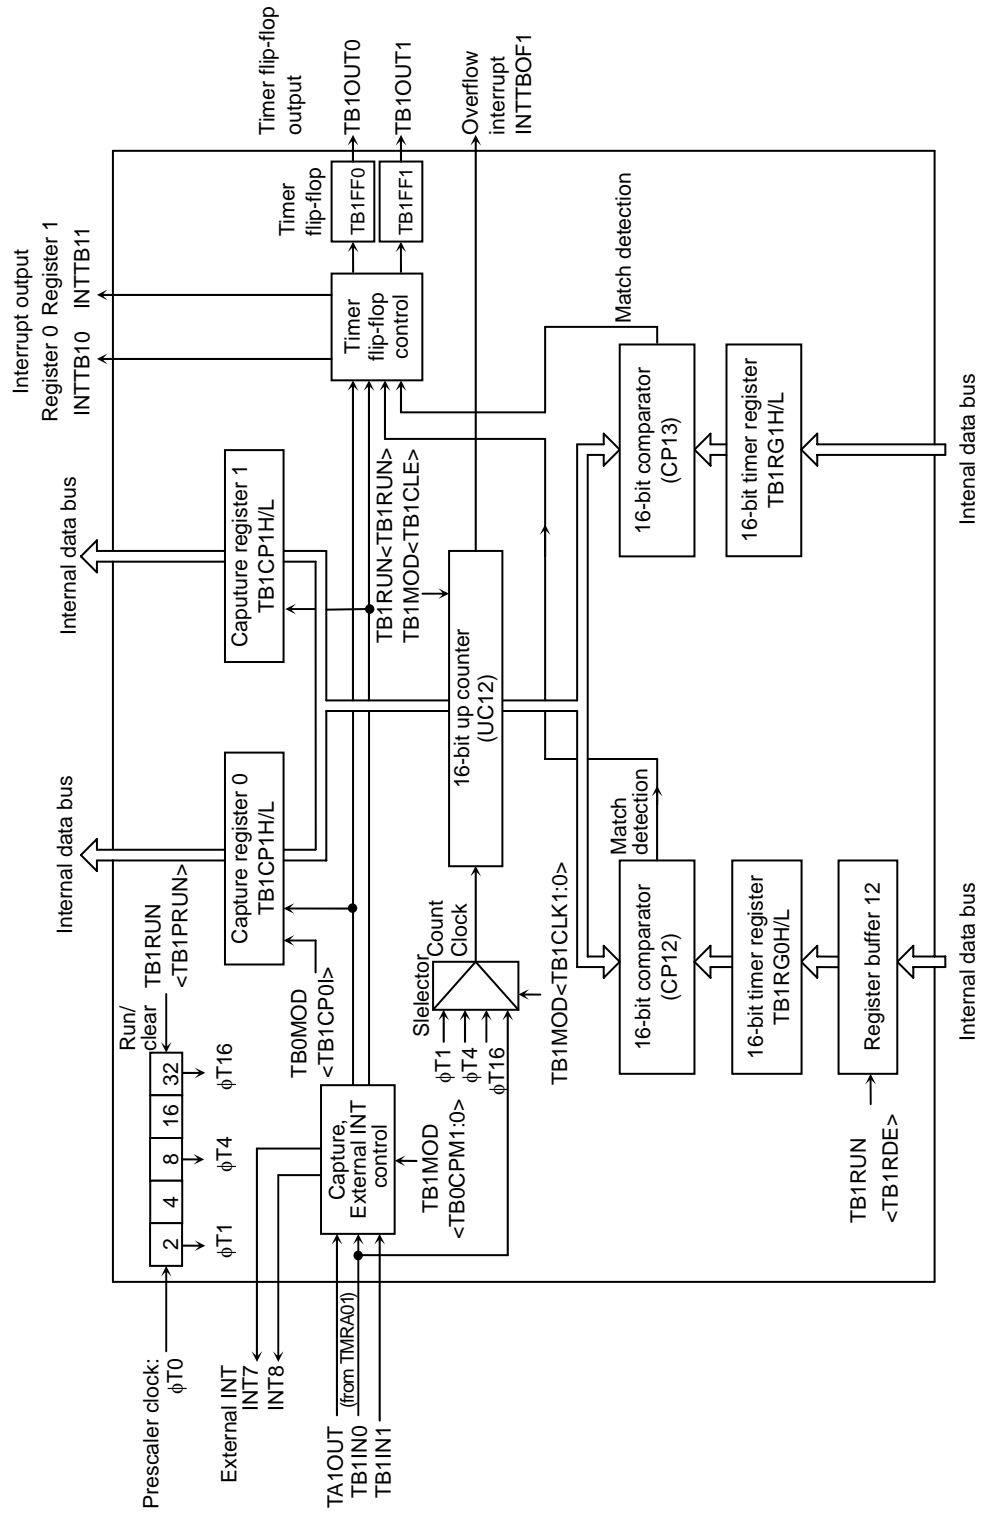 Prescaler clock:
ϕT0
2
4
8
16
32
Run/
clear
TB1RUN
<TB1PRUN>
ϕT1
ϕT4
ϕT16
External INT
INT7
INT8
TA1OUT
(from TMRA01)
TB1IN0
TB1IN1
Capture,
External INT
control
TB1MOD
<TB0CPM1:0>
TB0MOD
<TB1CP0I>
Internal data bus
Capture register 0
TB1CP1H/L
Internal data bus
Caputure register 1
TB1CP1H/L
Interrupt output
Register 0
Register 1
INTTB10
INTTB11
Timer
flip-flop
control
Timer
flip-flop
TB1FF0
TB1FF1
Timer flip-flop
output
TB1OUT0
TB1OUT1
Overflow
interrupt
INTTBOF1
TB1RUN<TB1RUN>
TB1MOD<TB1CLE>
Slelector
ϕT1
ϕT4
ϕT16
Count
Clock
TB1MOD<TB1CLK1:0>
16-bit up counter
(UC12)
Match
detection
Match detection
16-bit comparator
(CP12)
16-bit timer register
TB1RG0H/L
Register buffer 12
TB1RUN
<TB1RDE>
Internal data bus
16-bit comparator
(CP13)
16-bit timer register
TB1RG1H/L
Intenal data bus